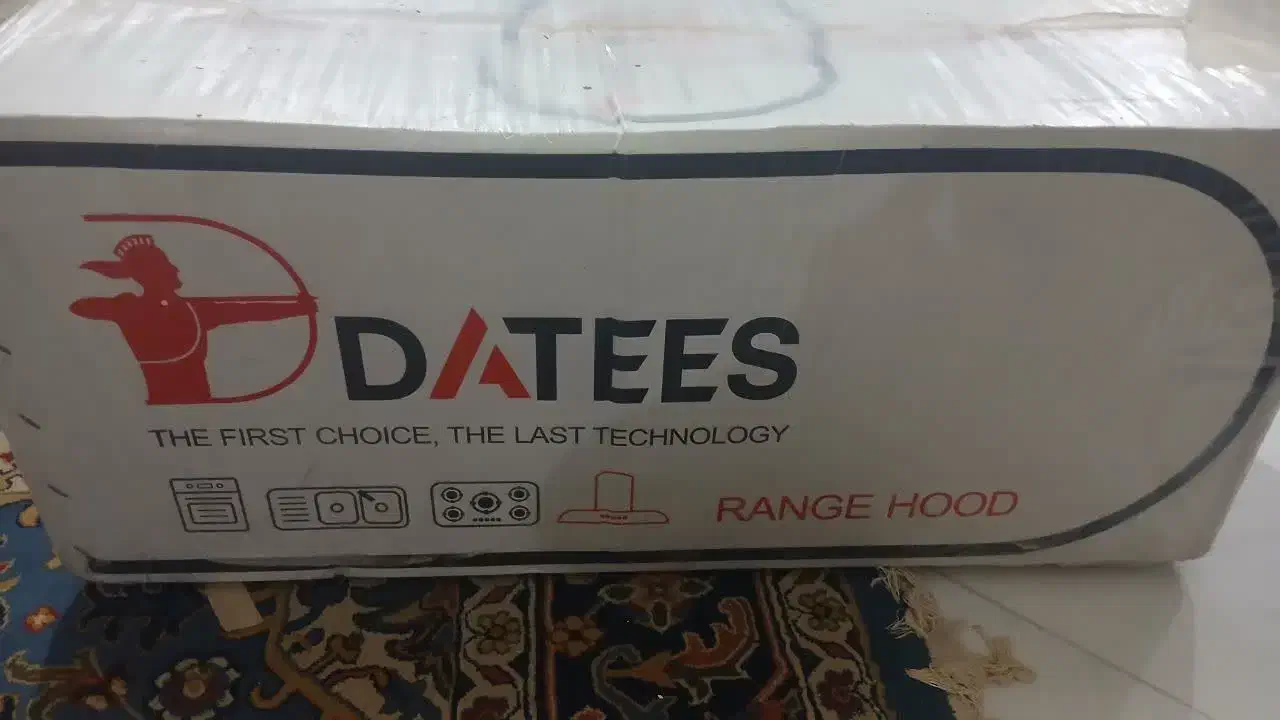 DATEES
THE FIRST CHOICE, THE LAST TECHNOLOGY
RANGE HOOD